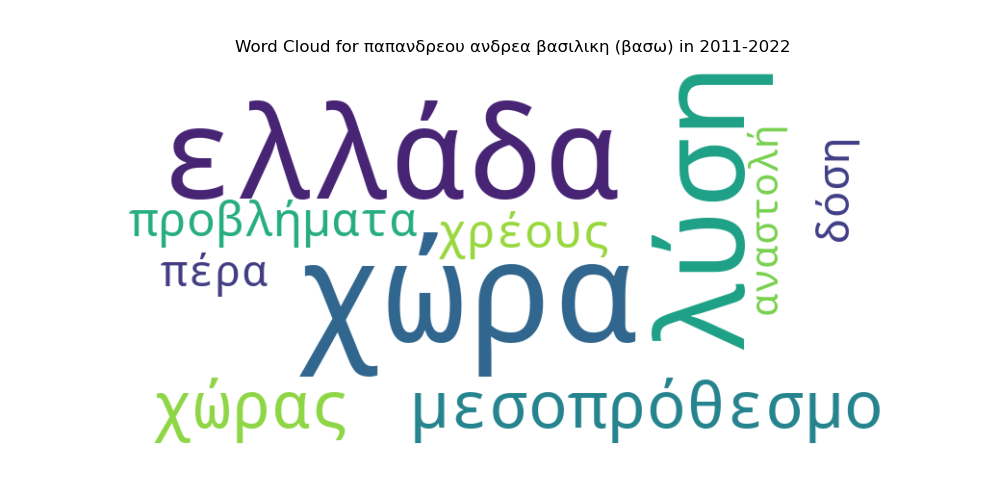 Word Cloud for παπανδρεου ανδρεα βασιλικη (βασω) in 2011-2022
ελλάδα
λύση
αναστολή
δόση
προβλήματα
χρέους
πέρα
χώρα
χώρας
μεσοπρόθεσμο